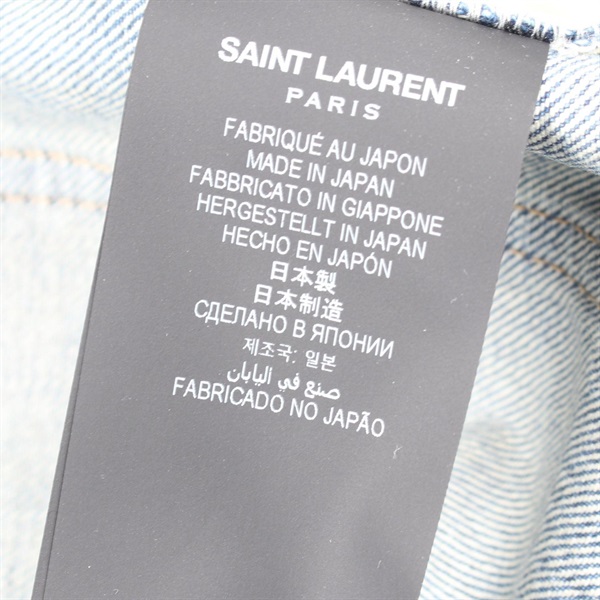 SAINT LAURENT
PARIS
FABRIQUÉ AU JAPON
MADE IN JAPAN
FABBRICATO IN GIAPPONE
HERGESTELLT IN JAPAN
HECHO EN JAPÓN
日本製
日本制造
СДЕЛАНО В ЯПОНИИ
제조국: 일본
صنع في اليابان
FABRICADO NO JAPÃO